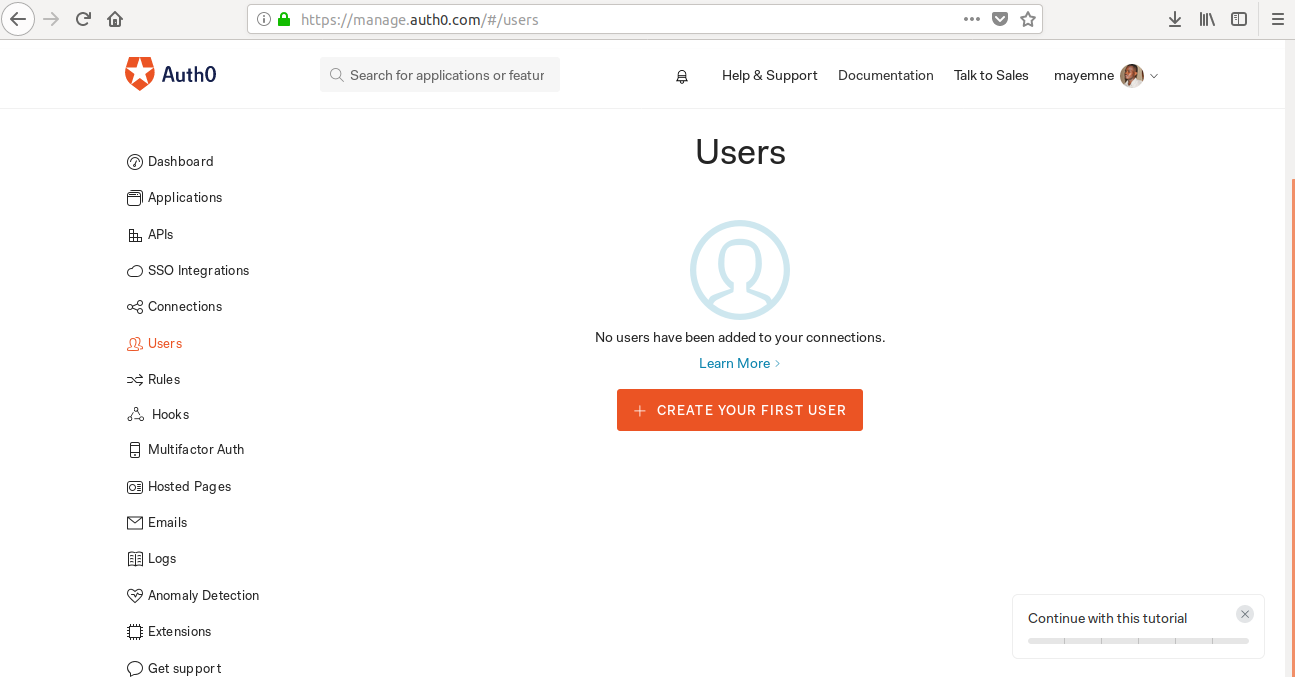 https://manage.auth0.com/#/users
Auth0
Search for applications or featur
Help & Support
Documentation
Talk to Sales
mayemne
Dashboard
Applications
APIs
SSO Integrations
Connections
Users
Rules
Hooks
Multifactor Auth
Hosted Pages
Emails
Logs
Anomaly Detection
Extensions
Get support
Users
No users have been added to your connections.
Learn More
CREATE YOUR FIRST USER
Continue with this tutorial